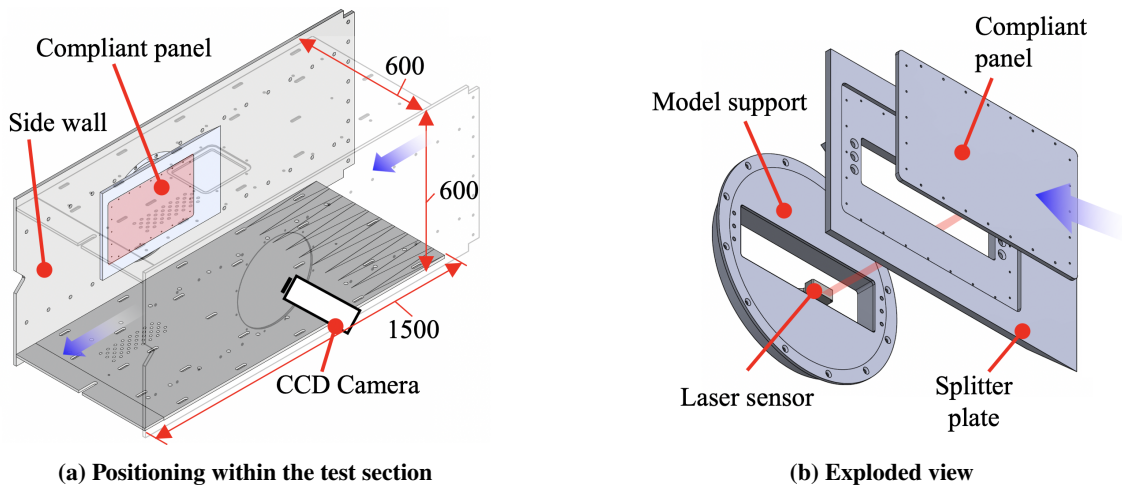 Compliant panel
600
Side wall
600
1500
CCD Camera
(a) Positioning within the test section
Compliant
panel
Model support
Laser sensor
Splitter
plate
(b) Exploded view